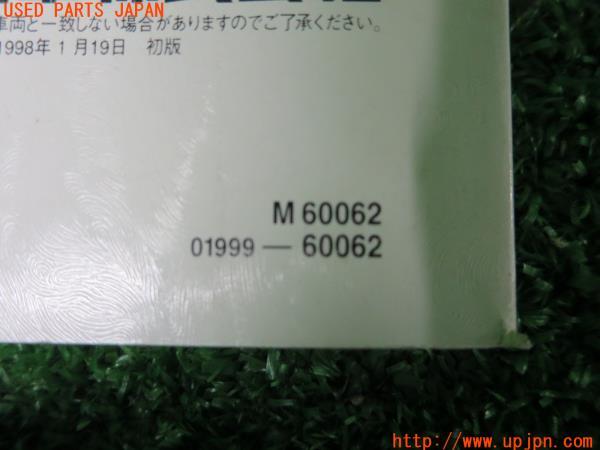 USED PARTS JAPAN
車両と一致しない場合がありますのでご了承ください。
1998年1月19日　初版
M 60062
01999－60062
http://www.upjpn.com/